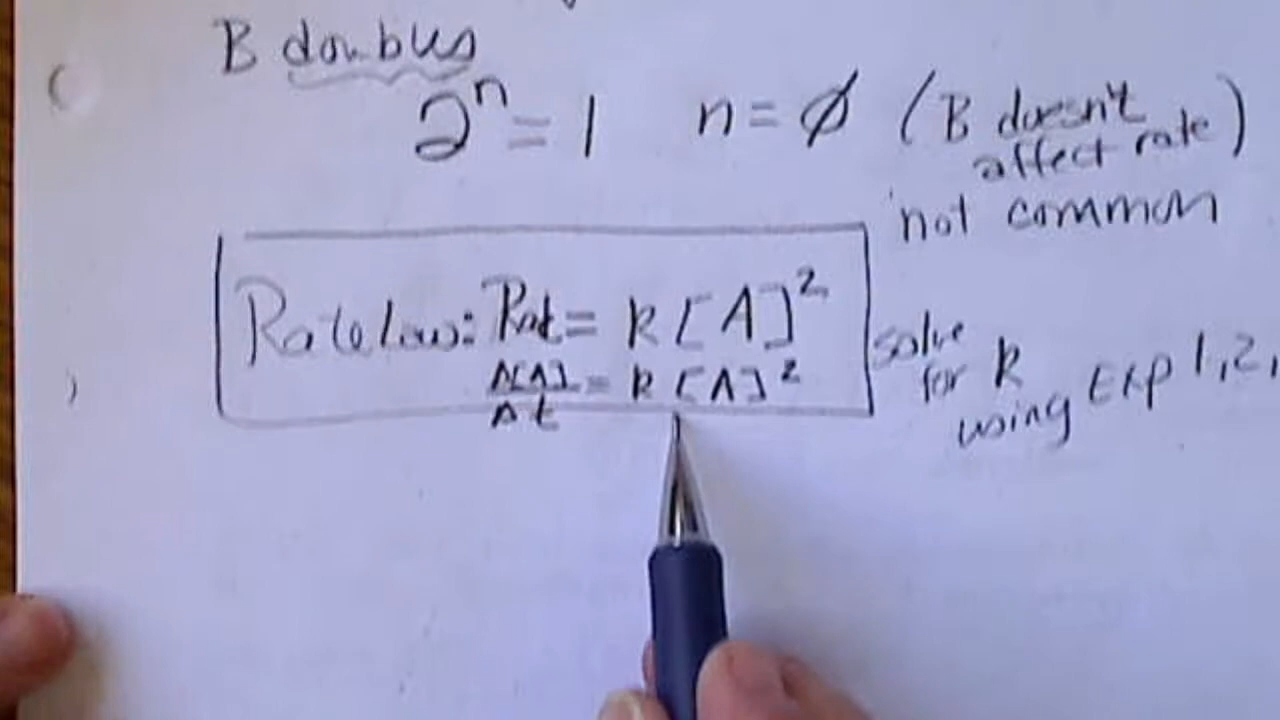 B doubles
2ⁿ = 1 n = ∅ (B doesn't affect rate)
not common
Rate Law: Rat = k[A]²
Δ[A]/Δt = k[A]²
solve for k using Exp 1,2,